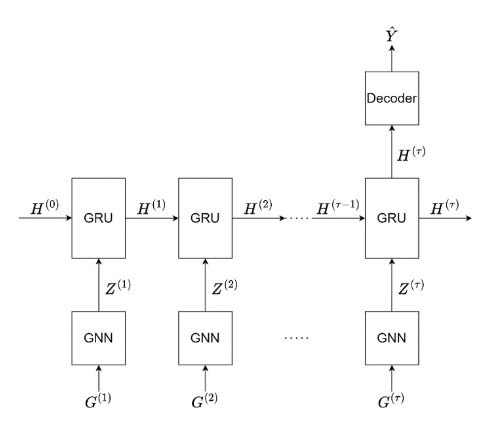 Ŷ
Decoder
H^(τ)
H^(0) GRU H^(1) GRU H^(2) ····· H^(τ−1) GRU H^(τ)
Z^(1) Z^(2) Z^(τ)
GNN GNN ····· GNN
G^(1) G^(2) G^(τ)